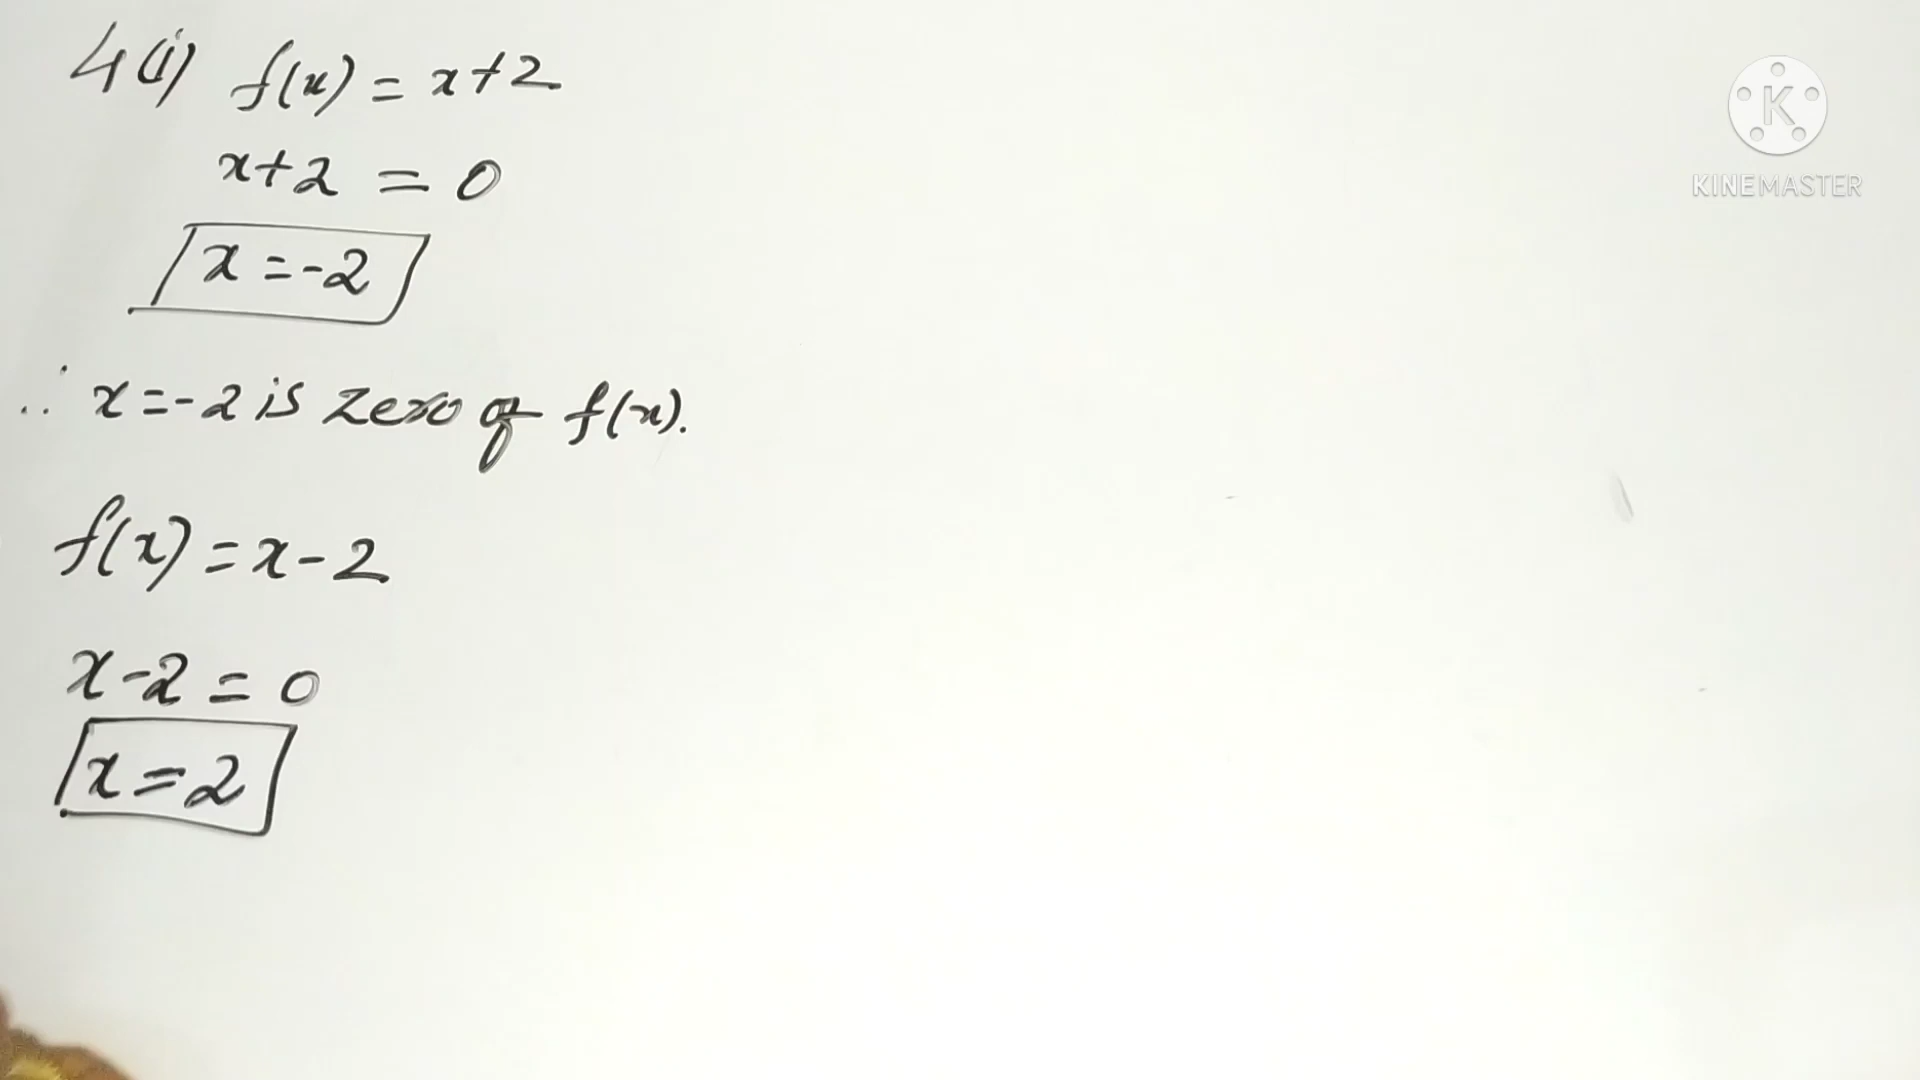 4(i) f(x) = x+2
x+2 = 0
x = -2
∴ x = -2 is zero of f(x).
f(x) = x - 2
x - 2 = 0
x = 2
K
KINEMASTER